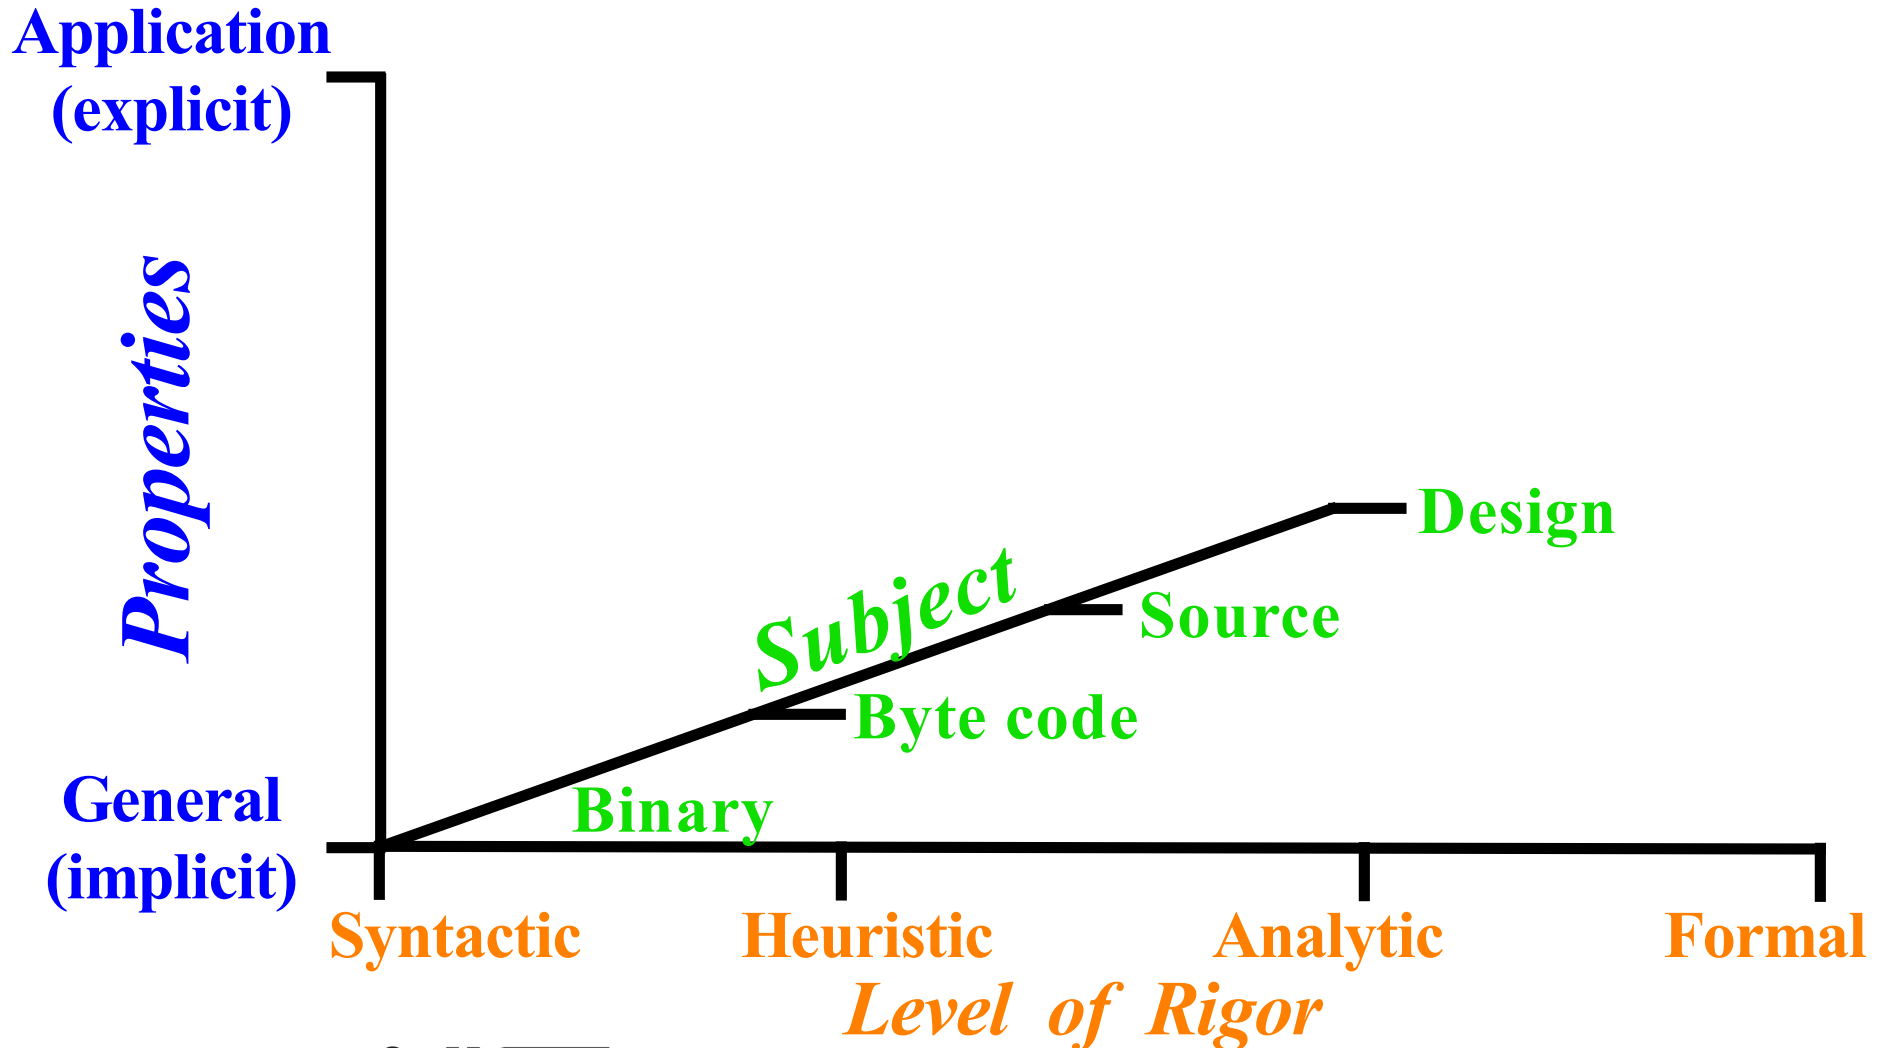 Application
(explicit)
Properties
Design
Subject
Source
Byte code
General
(implicit)
Binary
Syntactic
Heuristic
Analytic
Formal
Level of Rigor